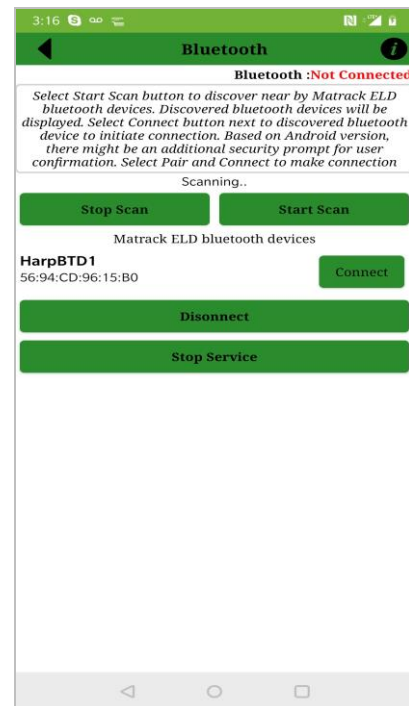 3:16
Bluetooth
i
Bluetooth :Not Connected
Select Start Scan button to discover near by Matrack ELD
bluetooth devices. Discovered bluetooth devices will be
displayed. Select Connect button next to discovered bluetooth
device to initiate connection. Based on Android version,
there might be an additional security prompt for user
confirmation. Select Pair and Connect to make connection
Scanning..
Stop Scan Start Scan
Matrack ELD bluetooth devices
HarpBTD1
56:94:CD:96:15:B0
Connect
Disonnect
Stop Service